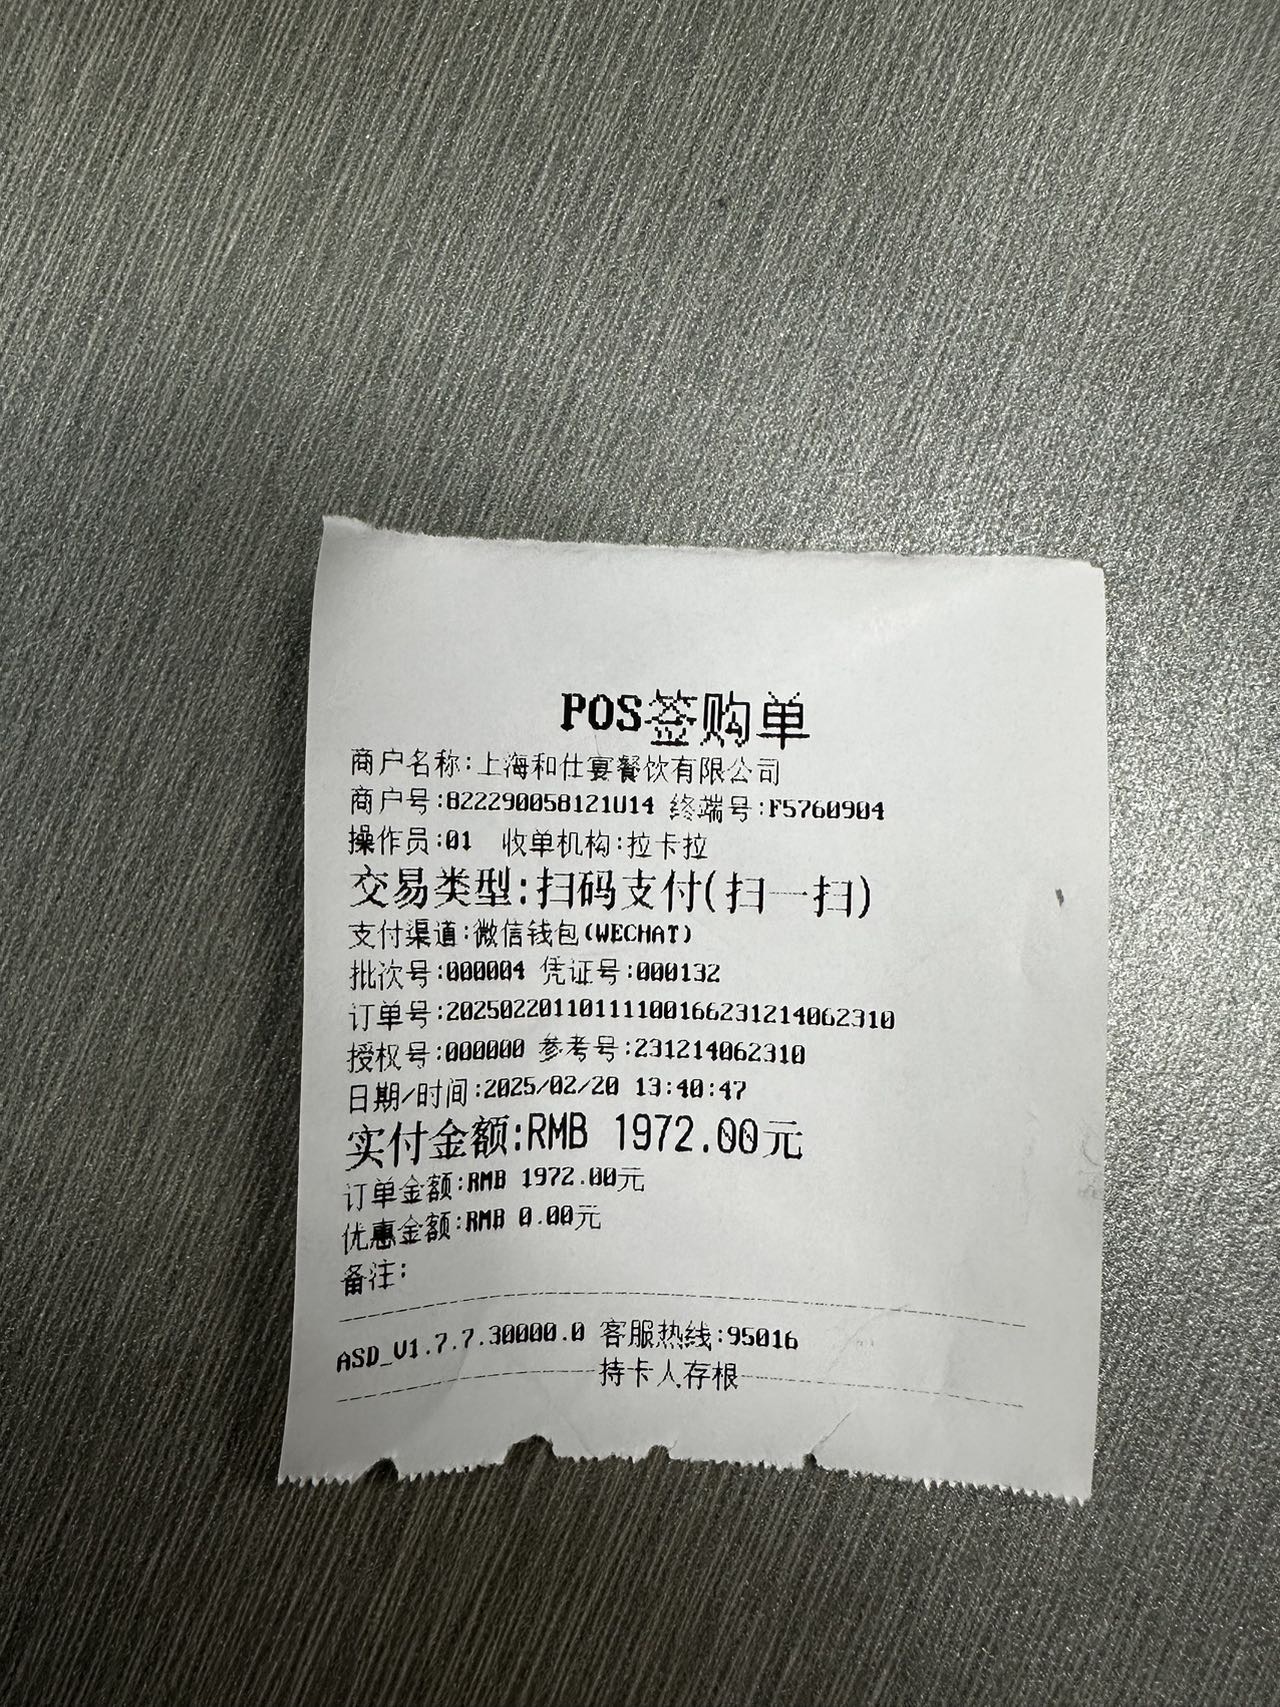 POS签购单
商户名称:上海和仕宴餐饮有限公司
商户号:822290058121U14 终端号:F5760904
操作员:01 收单机构:拉卡拉
交易类型:扫码支付(扫一扫)
支付渠道:微信钱包(WECHAT)
批次号:000004 凭证号:000132
订单号:20250220110111100166231214062310
授权号:000000 参考号:231214062310
日期/时间:2025/02/20 13:40:47
实付金额:RMB 1972.00元
订单金额:RMB 1972.00元
优惠金额:RMB 0.00元
备注:
ASD_V1.7.7.30000.0 客服热线:95016
持卡人存根